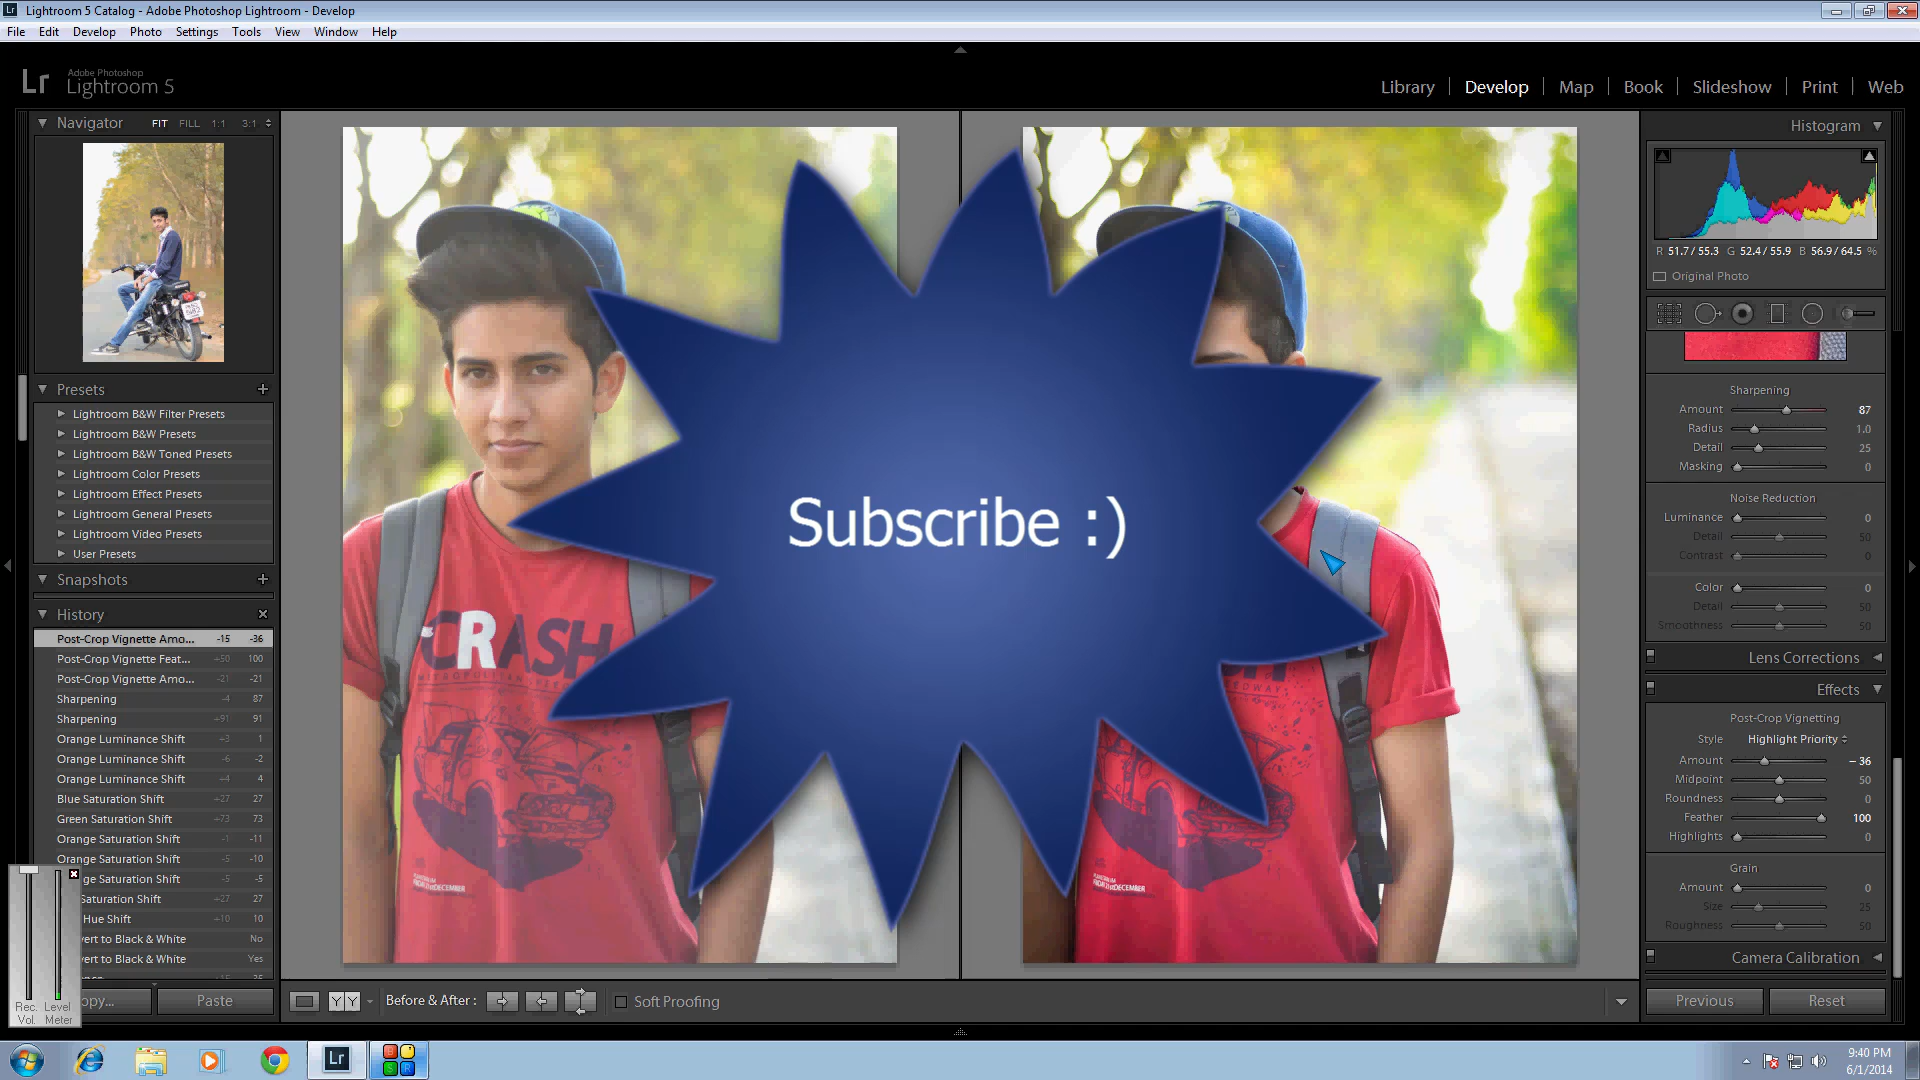 Lightroom 5 Catalog - Adobe Photoshop Lightroom - Develop
File Edit Develop Photo Settings Tools View Window Help
Lr Adobe Photoshop
Lightroom 5
Library Develop Map Book Slideshow Print Web
Navigator FIT FILL 1:1 3:1
Presets
Lightroom B&W Filter Presets
Lightroom B&W Presets
Lightroom B&W Toned Presets
Lightroom Color Presets
Lightroom Effect Presets
Lightroom General Presets
Lightroom Video Presets
User Presets
Snapshots
History
Post-Crop Vignette Amo... -15 -36
Post-Crop Vignette Feat... +50 100
Post-Crop Vignette Amo... -21 -21
Sharpening -4 87
Sharpening +91 91
Orange Luminance Shift +3 1
Orange Luminance Shift -6 -2
Orange Luminance Shift +4 4
Blue Saturation Shift +27 27
Green Saturation Shift +73 73
Orange Saturation Shift -1 -11
Orange Saturation Shift -5 -10
ge Saturation Shift -5 -5
Saturation Shift +27 27
Hue Shift +10 10
vert to Black & White No
vert to Black & White Yes
Rec. Level
Vol. Meter
opy... Paste
CRASH
Subscribe :)
Before & After : Soft Proofing
Histogram
R 51.7 / 55.3 G 52.4 / 55.9 B 56.9 / 64.5 %
Original Photo
Sharpening
Amount 87
Radius 1.0
Detail 25
Masking 0
Noise Reduction
Luminance 0
Detail 50
Contrast 0
Color 0
Detail 50
Smoothness 50
Lens Corrections
Effects
Post-Crop Vignetting
Style Highlight Priority
Amount – 36
Midpoint 50
Roundness 0
Feather 100
Highlights 0
Grain
Amount 0
Size 25
Roughness 50
Camera Calibration
Previous Reset
Lr
9:40 PM
6/1/2014